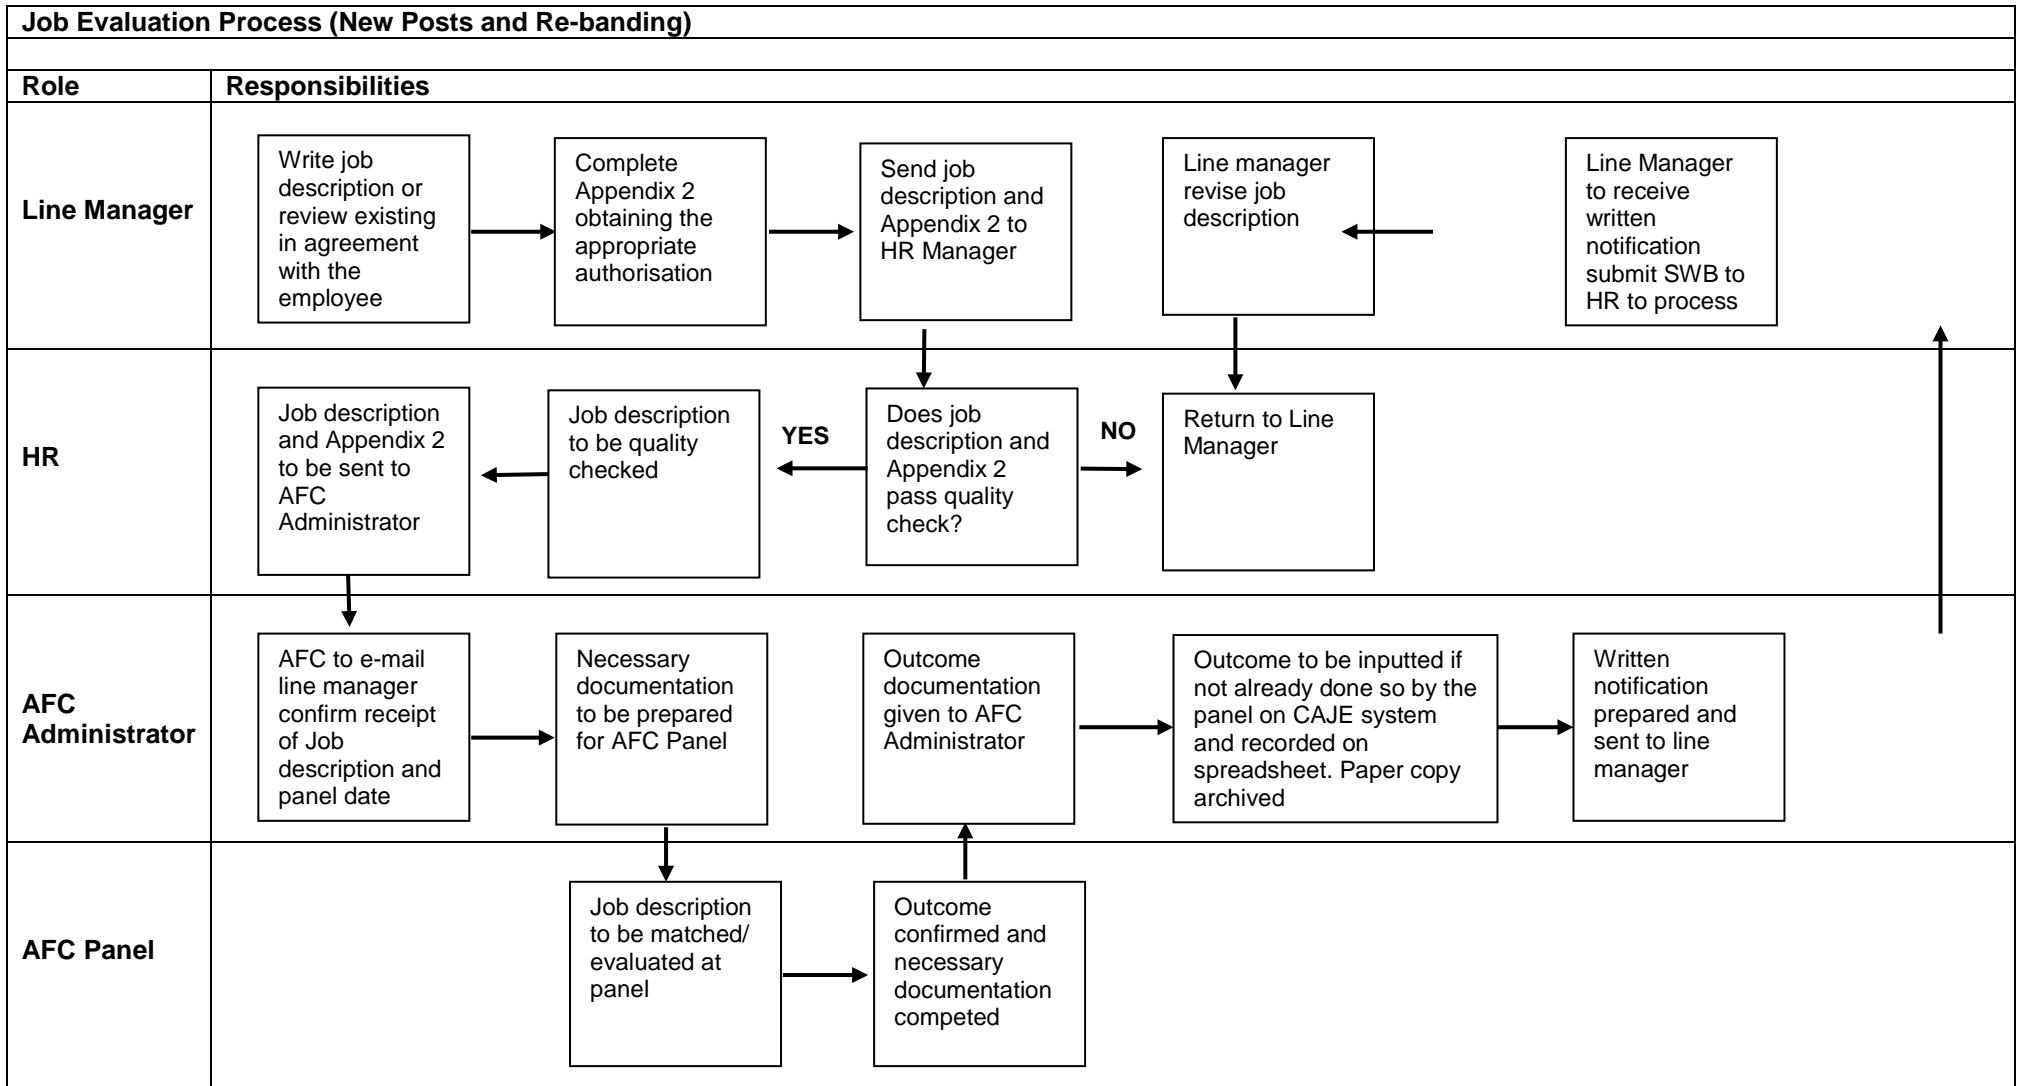 Job Evaluation Process (New Posts and Re-banding)
Role
Responsibilities
Line Manager
Write job
description or
review existing
in agreement
with the
employee
Complete
Appendix 2
obtaining the
appropriate
authorisation
Send job
description and
Appendix 2 to
HR Manager
Line manager
revise job
description
Line Manager
to receive
written
notification
submit SWB to
HR to process
HR
Job description
and Appendix 2
to be sent to
AFC
Administrator
Job description
to be quality
checked
YES
Does job
description and
Appendix 2
pass quality
check?
NO
Return to Line
Manager
AFC
Administrator
AFC to e-mail
line manager
confirm receipt
of Job
description and
panel date
Necessary
documentation
to be prepared
for AFC Panel
Outcome
documentation
given to AFC
Administrator
Outcome to be inputted if
not already done so by the
panel on CAJE system
and recorded on
spreadsheet. Paper copy
archived
Written
notification
prepared and
sent to line
manager
AFC Panel
Job description
to be matched/
evaluated at
panel
Outcome
confirmed and
necessary
documentation
competed